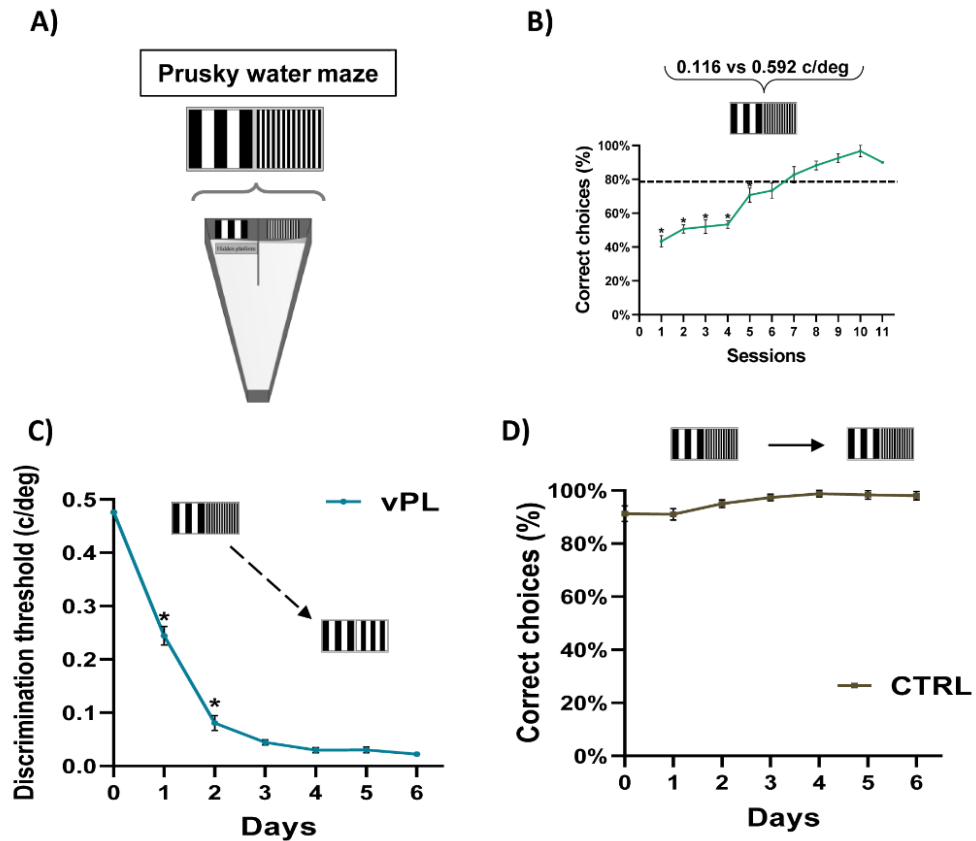 A)
Prusky water maze
Hidden platform
B)
0.116 vs 0.592 c/deg
Correct choices (%)
100%
80%
60%
40%
20%
0%
* * * * *
0 1 2 3 4 5 6 7 8 9 10 11
Sessions
C)
Discrimination threshold (c/deg)
0.5
0.4
0.3
0.2
0.1
0.0
vPL
*
*
0 1 2 3 4 5 6
Days
D)
Correct choices (%)
100%
80%
60%
40%
20%
0%
CTRL
0 1 2 3 4 5 6
Days